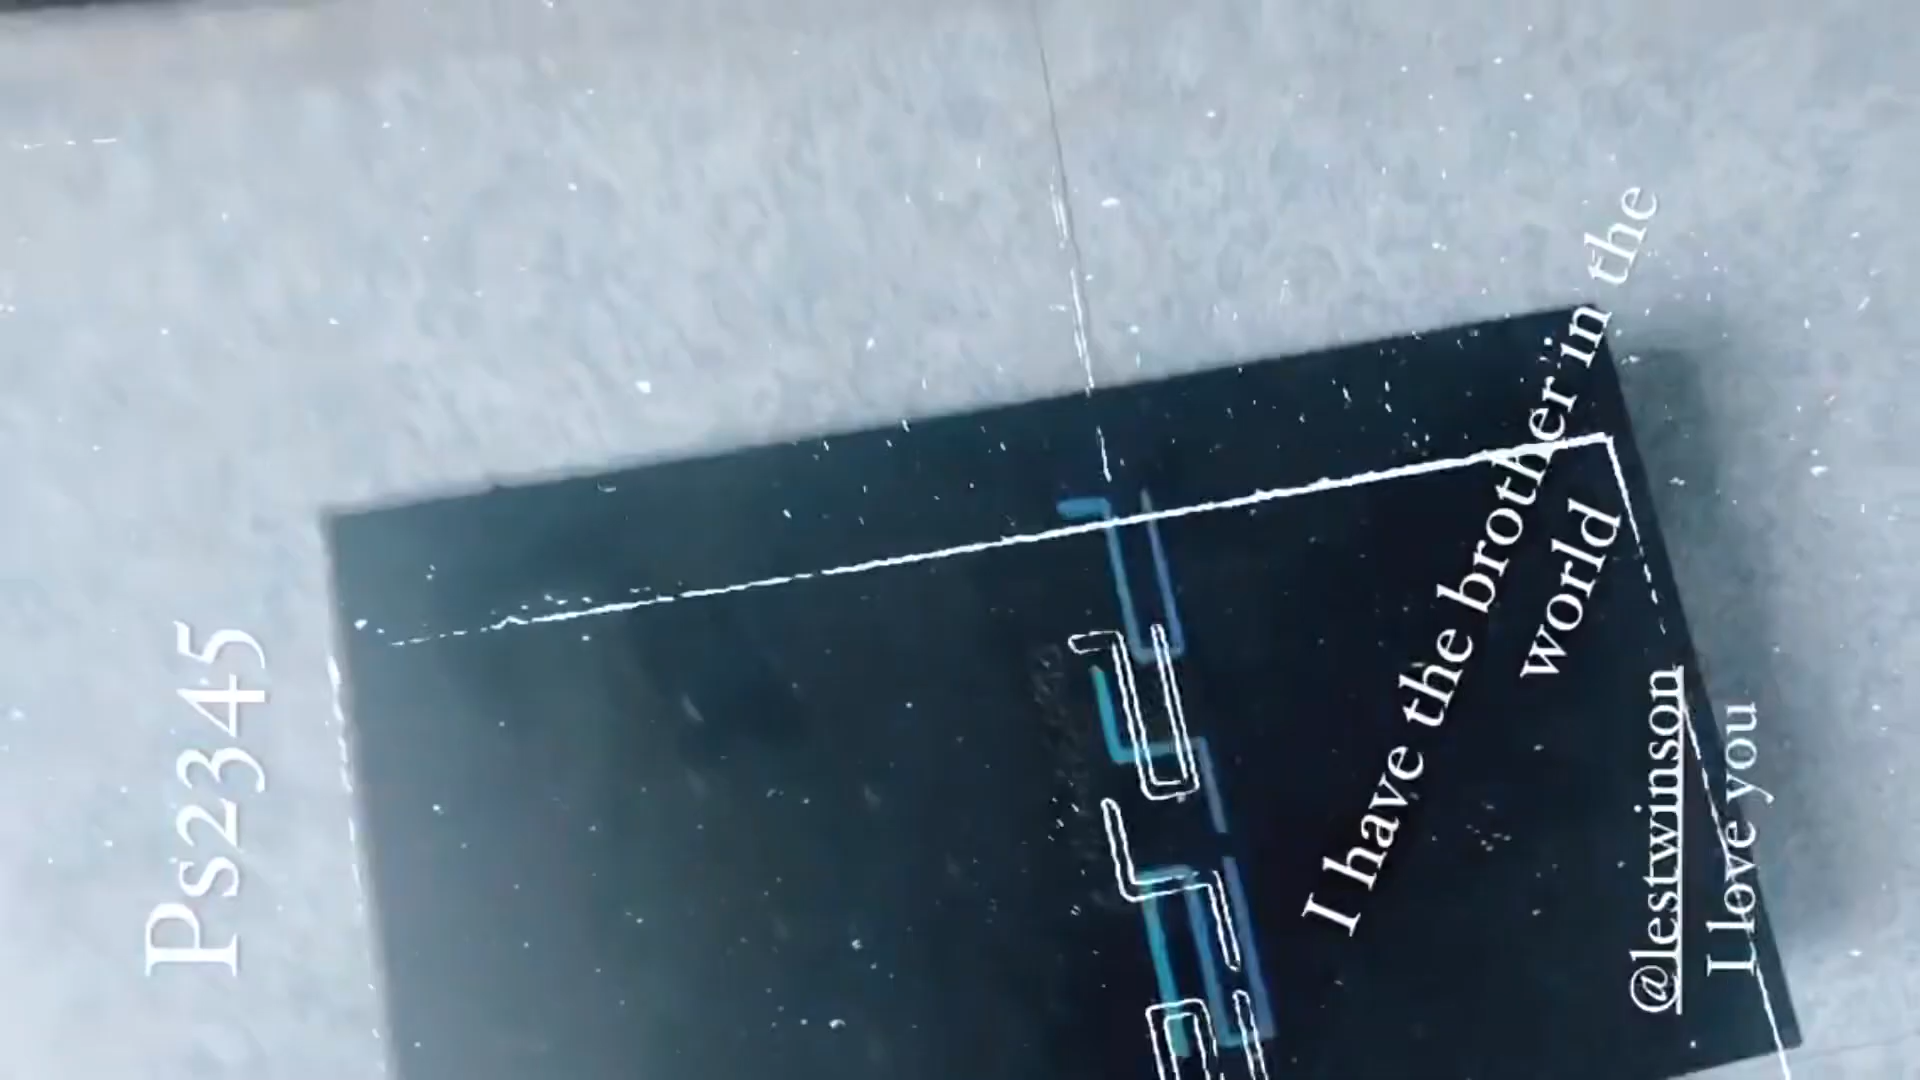 Ps2345
I have the brother in the
world
@lestwinson
I love you